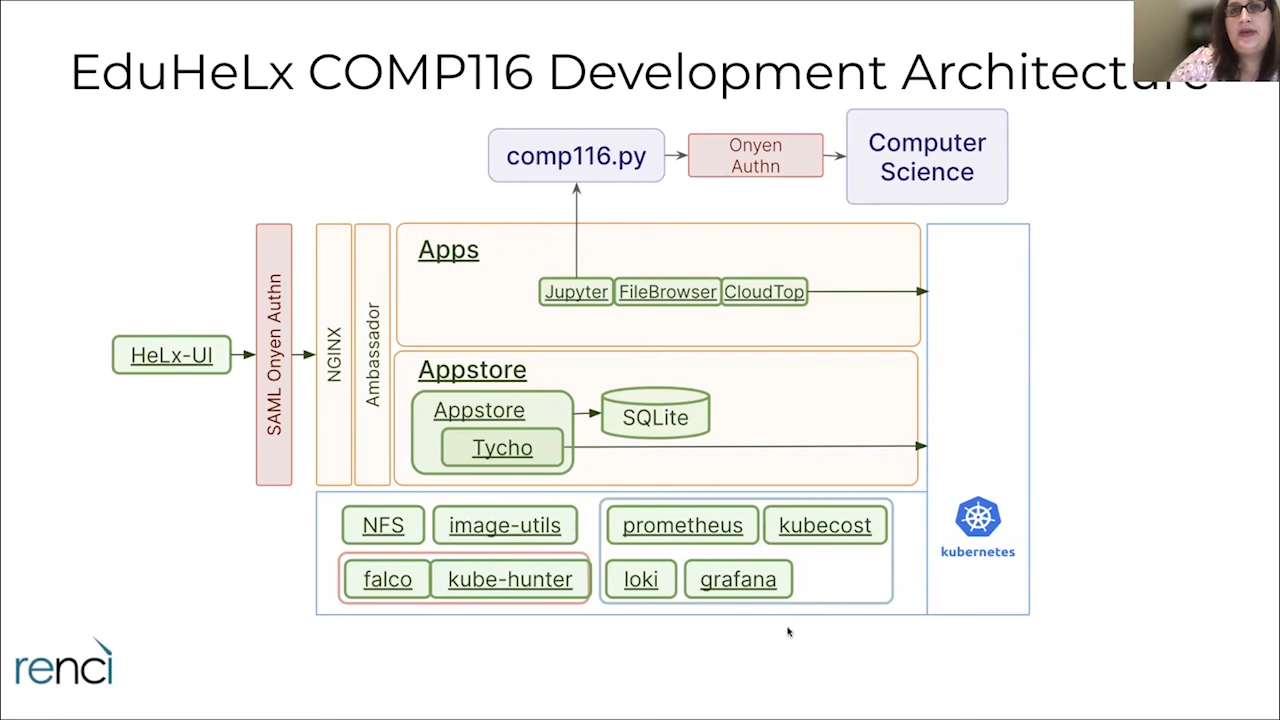 EduHeLx COMP116 Development Architecture
comp116.py
Onyen
Authn
Computer
Science
SAML Onyen Authn
NGINX
Ambassador
Apps
Jupyter
FileBrowser
CloudTop
HeLx-UI
Appstore
Appstore
SQLite
Tycho
NFS
image-utils
prometheus
kubecost
falco
kube-hunter
loki
grafana
kubernetes
renci